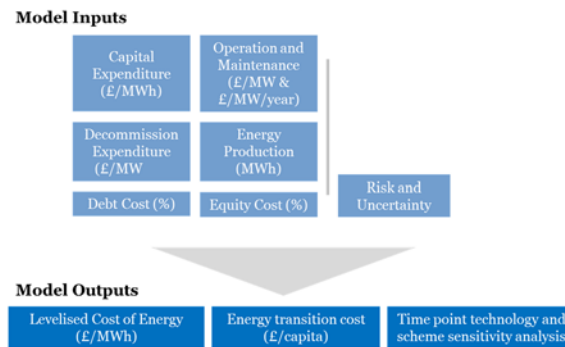 Model Inputs
Capital
Expenditure
(£/MWh)
Operation and
Maintenance
(£/MW &
£/MW/year)
Decommission
Expenditure
(£/MW
Energy
Production
(MWh)
Debt Cost (%)
Equity Cost (%)
Risk and
Uncertainty
Model Outputs
Levelised Cost of Energy
(£/MWh)
Energy transition cost
(£/capita)
Time point technology and
scheme sensitivity analysis